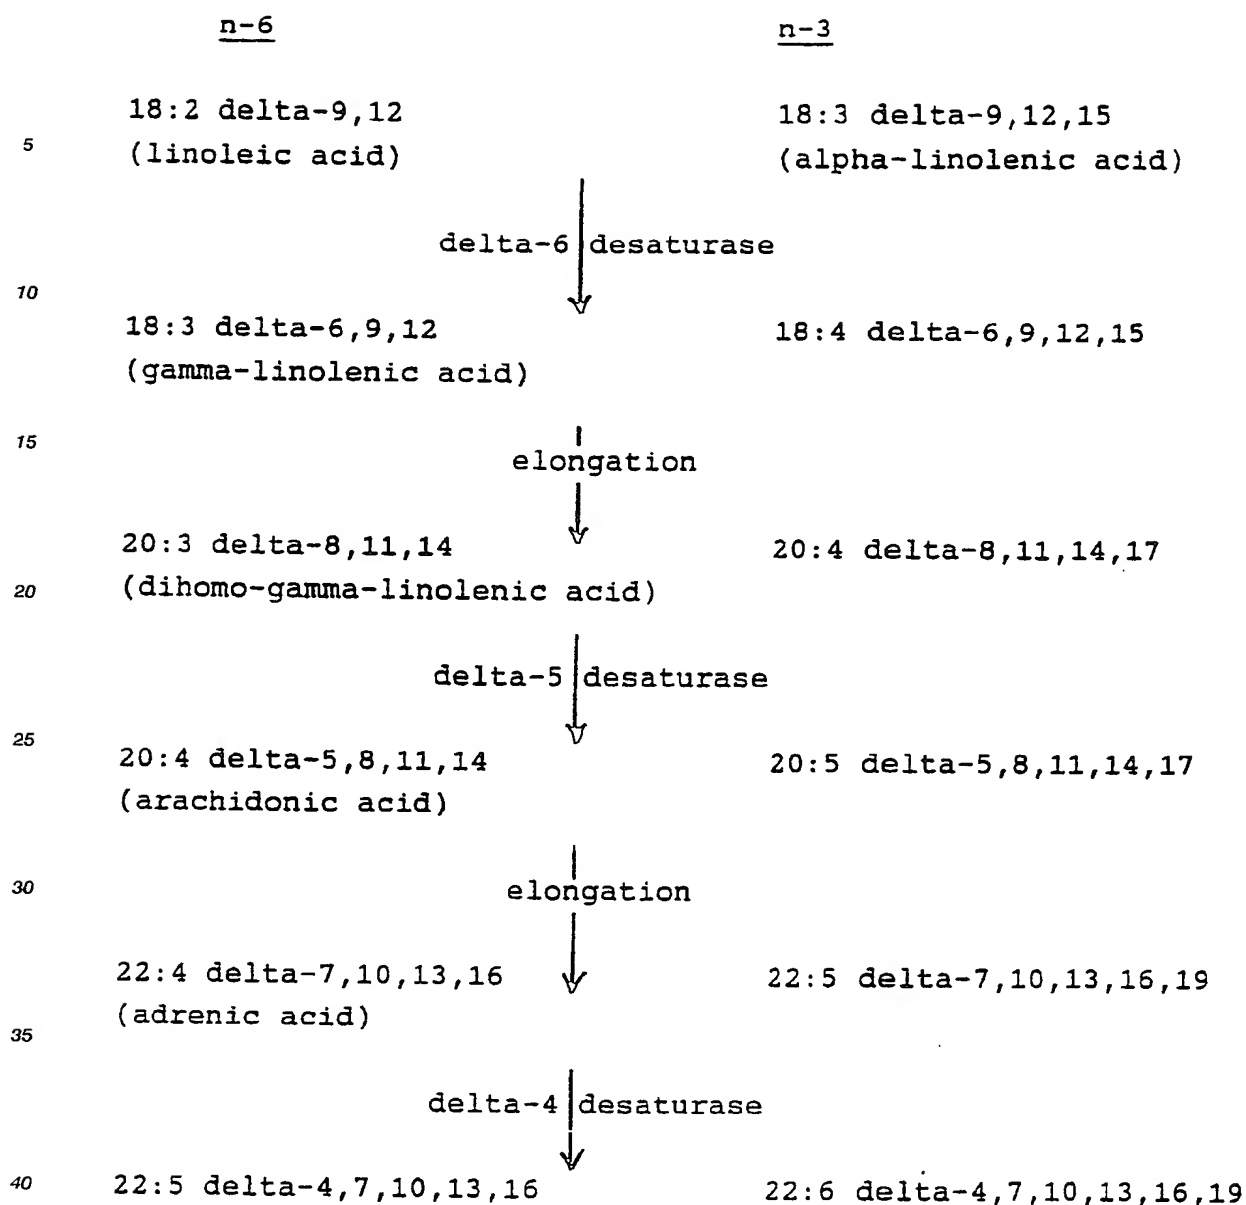 n-6 n-3
18:2 delta-9,12 18:3 delta-9,12,15
5 (linoleic acid) (alpha-linolenic acid)
delta-6 desaturase
10
18:3 delta-6,9,12 18:4 delta-6,9,12,15
(gamma-linolenic acid)
15
elongation
20:3 delta-8,11,14 20:4 delta-8,11,14,17
20 (dihomo-gamma-linolenic acid)
delta-5 desaturase
25
20:4 delta-5,8,11,14 20:5 delta-5,8,11,14,17
(arachidonic acid)
30 elongation
22:4 delta-7,10,13,16 22:5 delta-7,10,13,16,19
(adrenic acid)
35
delta-4 desaturase
40 22:5 delta-4,7,10,13,16 22:6 delta-4,7,10,13,16,19